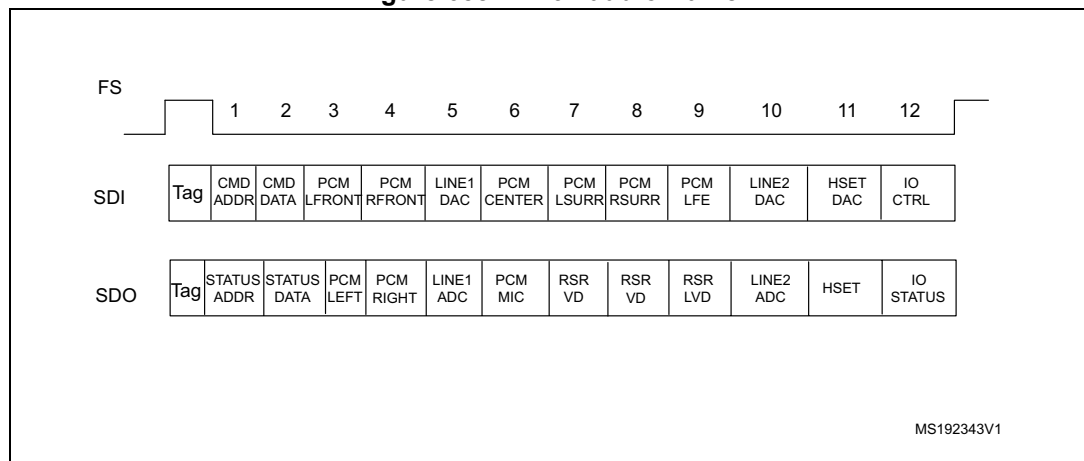 FS
1 2 3 4 5 6 7 8 9 10 11 12
SDI
Tag
CMD
ADDR
CMD
DATA
PCM
LFRONT
PCM
RFRONT
LINE1
DAC
PCM
CENTER
PCM
LSURR
PCM
RSURR
PCM
LFE
LINE2
DAC
HSET
DAC
IO
CTRL
SDO
Tag
STATUS
ADDR
STATUS
DATA
PCM
LEFT
PCM
RIGHT
LINE1
ADC
PCM
MIC
RSR
VD
RSR
VD
RSR
LVD
LINE2
ADC
HSET
IO
STATUS
MS192343V1